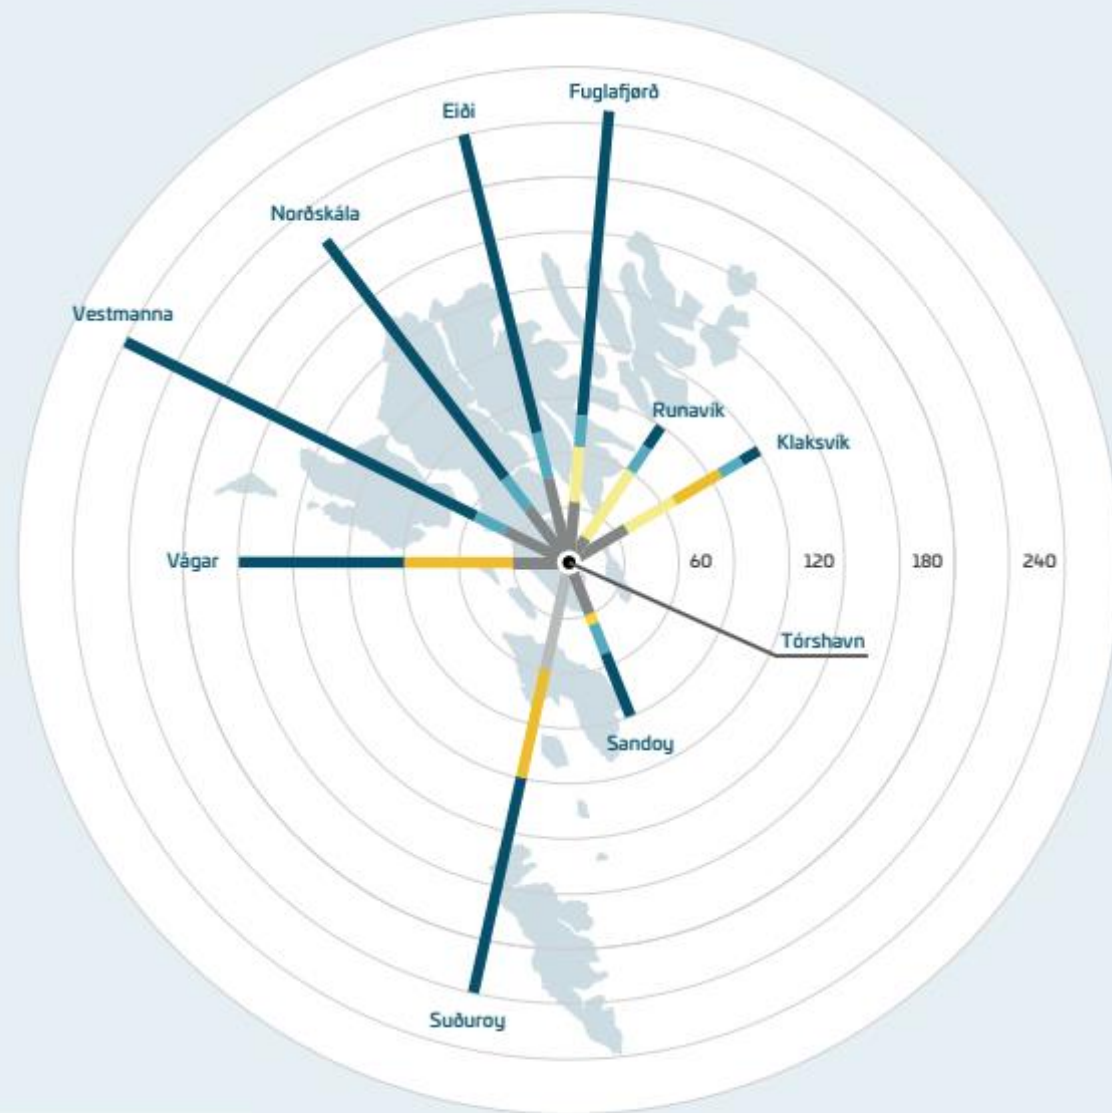 Fuglafjørð
Eiði
Norðskála
Vestmanna
Runavík
Klaksvík
Vágar
60
120
180
240
Tórshavn
Sandoy
Suðuroy